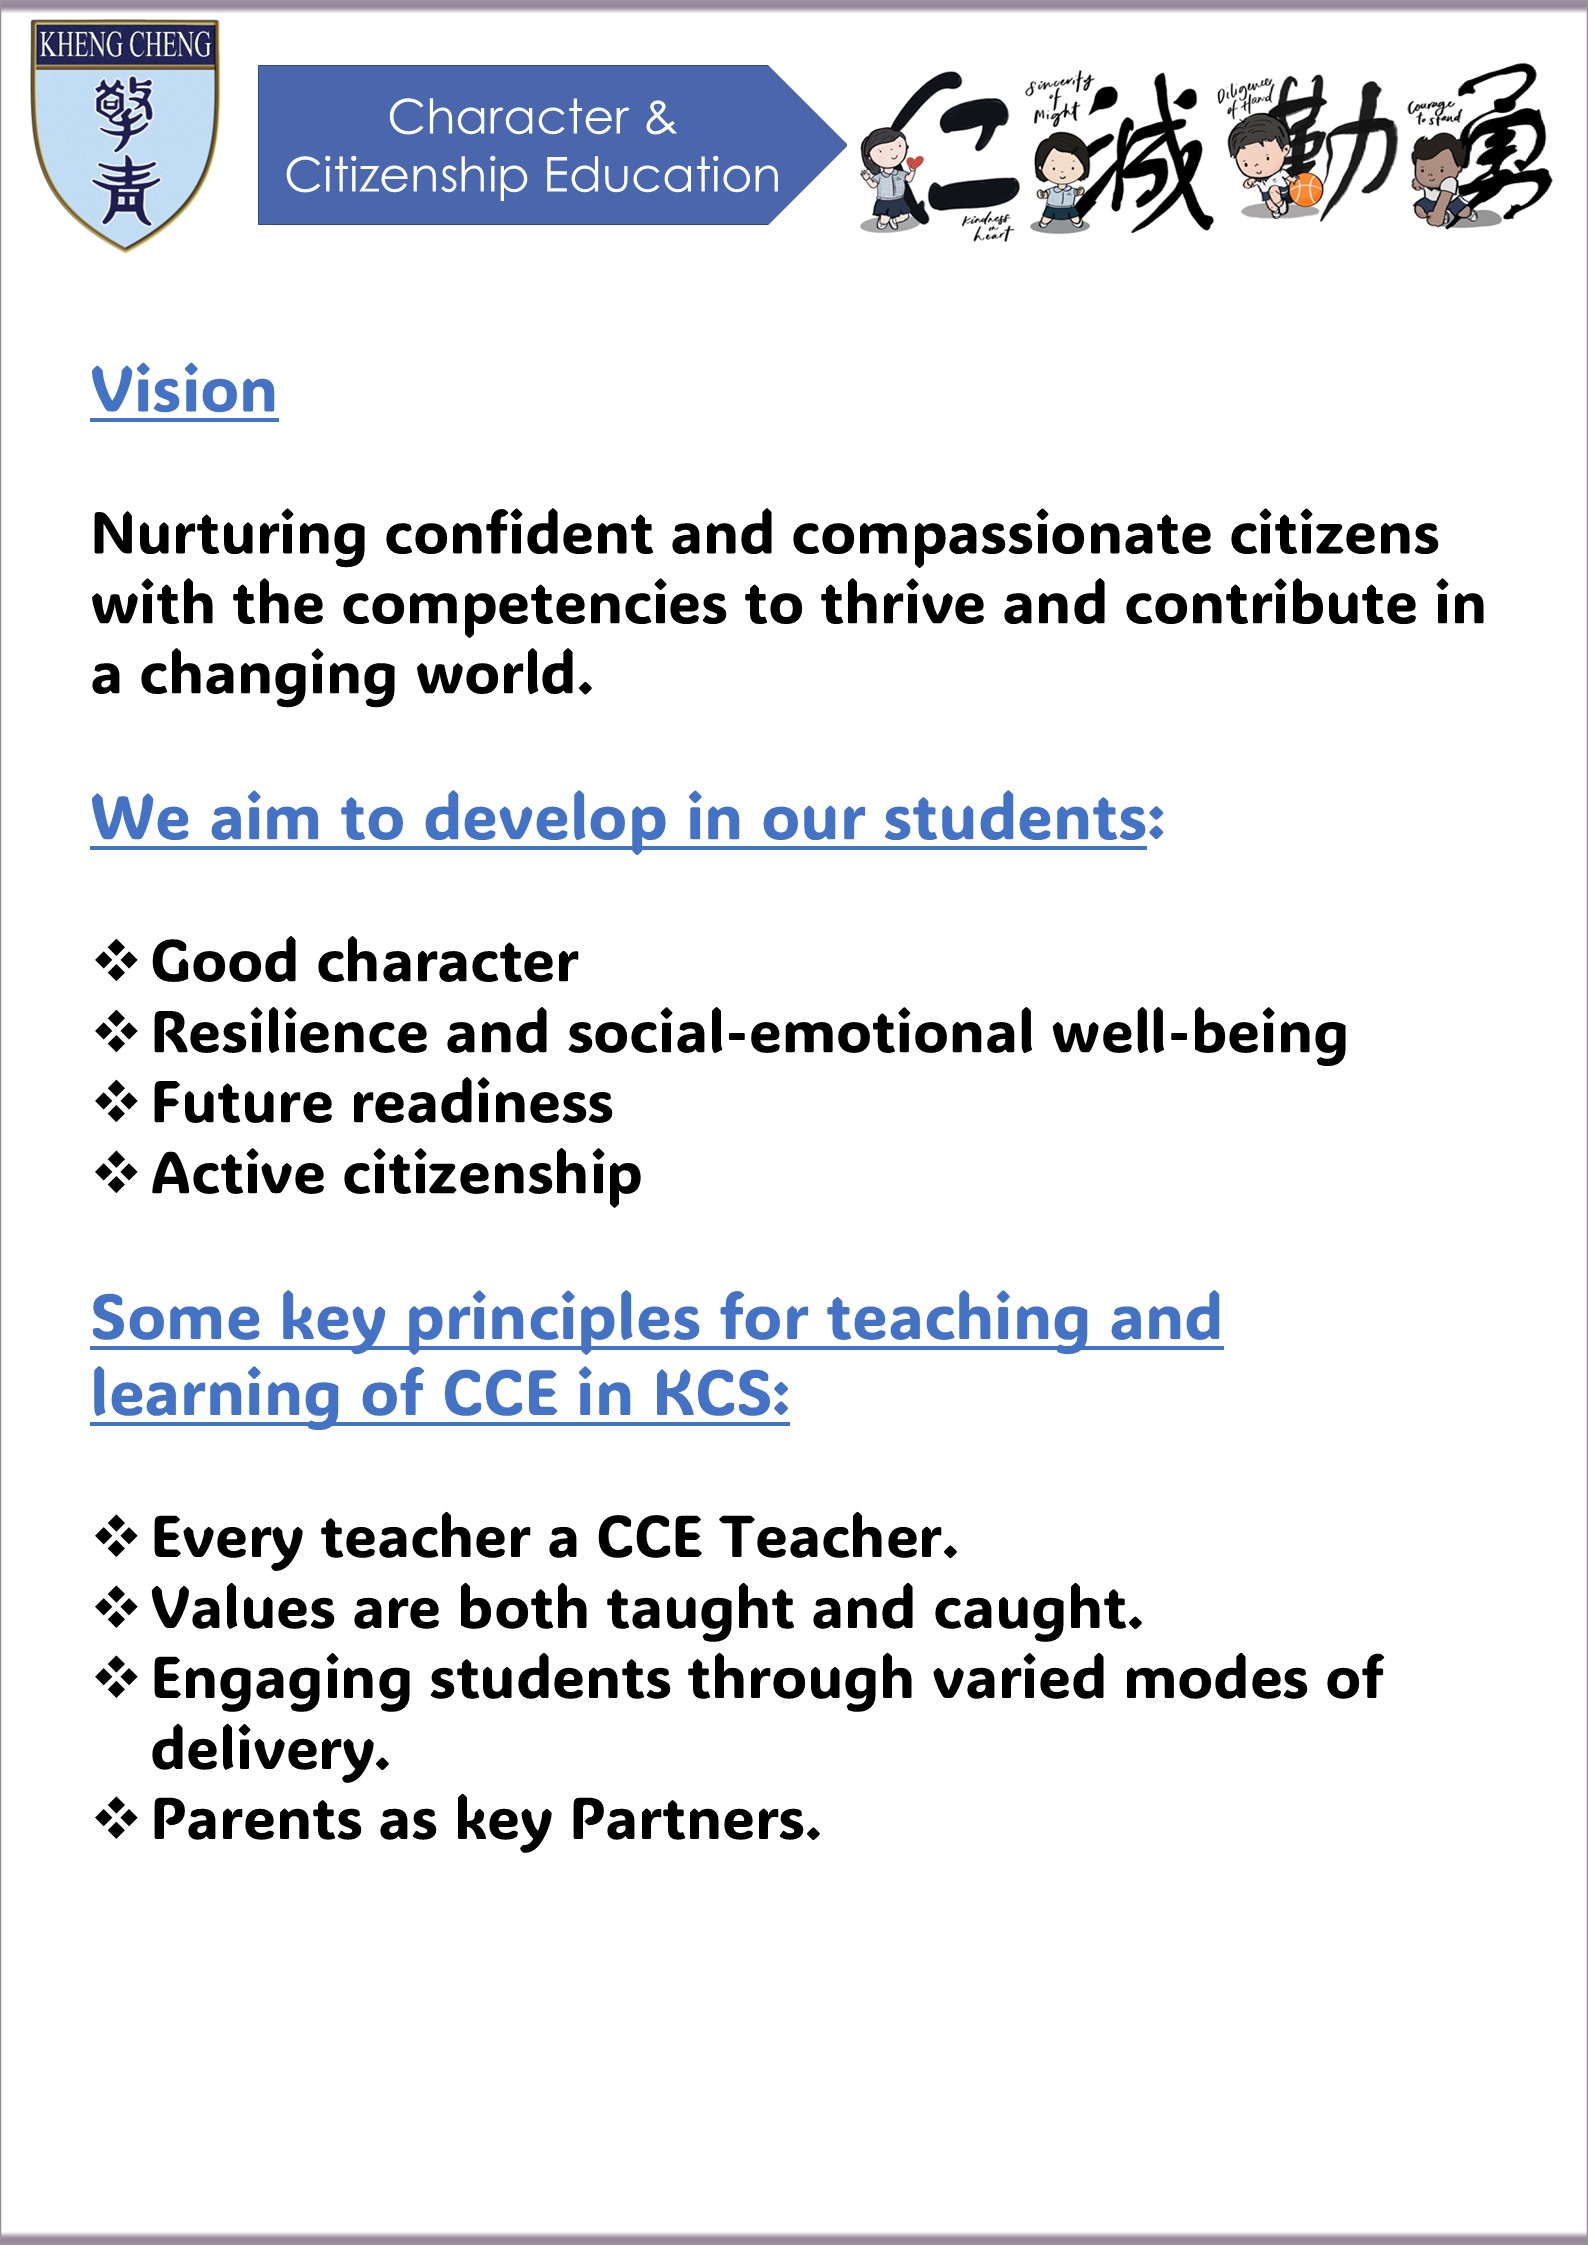 KHENG CHENG
擎
青
Character &
Citizenship Education
仁 誠 勤 勇
Kindness
in
heart
Sincerity
of
Might
Diligence
of Hand
Courage
to stand
Vision
Nurturing confident and compassionate citizens
with the competencies to thrive and contribute in
a changing world.
We aim to develop in our students:
❖ Good character
❖ Resilience and social-emotional well-being
❖ Future readiness
❖ Active citizenship
Some key principles for teaching and
learning of CCE in KCS:
❖ Every teacher a CCE Teacher.
❖ Values are both taught and caught.
❖ Engaging students through varied modes of
delivery.
❖ Parents as key Partners.